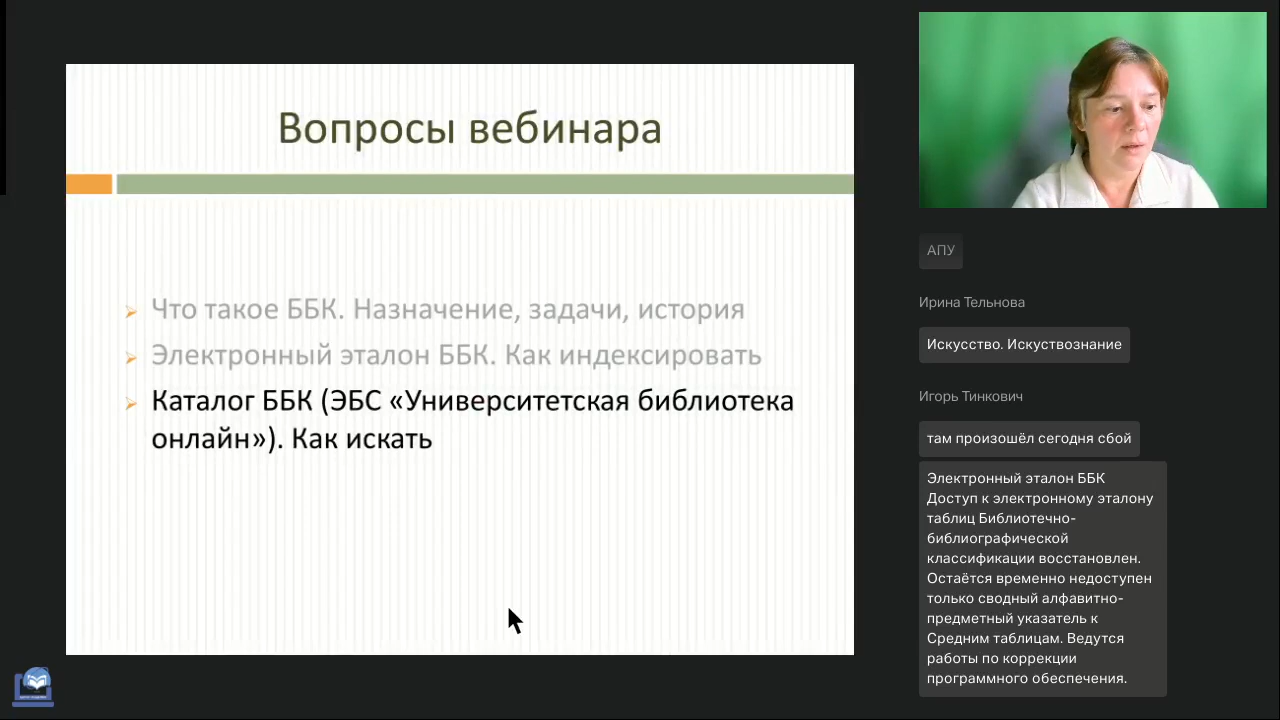 Вопросы вебинара
Что такое ББК. Назначение, задачи, история
Электронный эталон ББК. Как индексировать
Каталог ББК (ЭБС «Университетская библиотека
онлайн»). Как искать
АПУ
Ирина Тельнова
Искусство. Искуствознание
Игорь Тинкович
там произошёл сегодня сбой
Электронный эталон ББК
Доступ к электронному эталону
таблиц Библиотечно-
библиографической
классификации восстановлен.
Остаётся временно недоступен
только сводный алфавитно-
предметный указатель к
Средним таблицам. Ведутся
работы по коррекции
программного обеспечения.